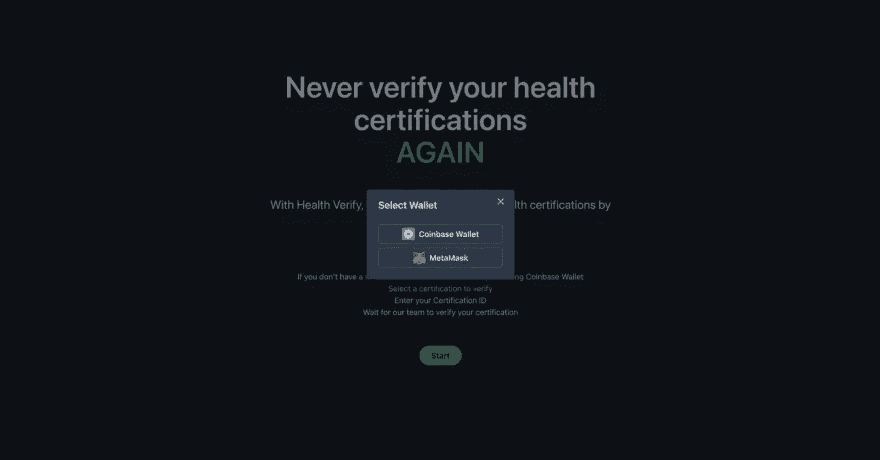 Never verify your health
certifications
AGAIN
With Health Verify,
lth certifications by
Select Wallet
Coinbase Wallet
MetaMask
If you don't have a
ng Coinbase Wallet
Select a certification to verify
Enter your Certification ID
Wait for our team to verify your certification
Start